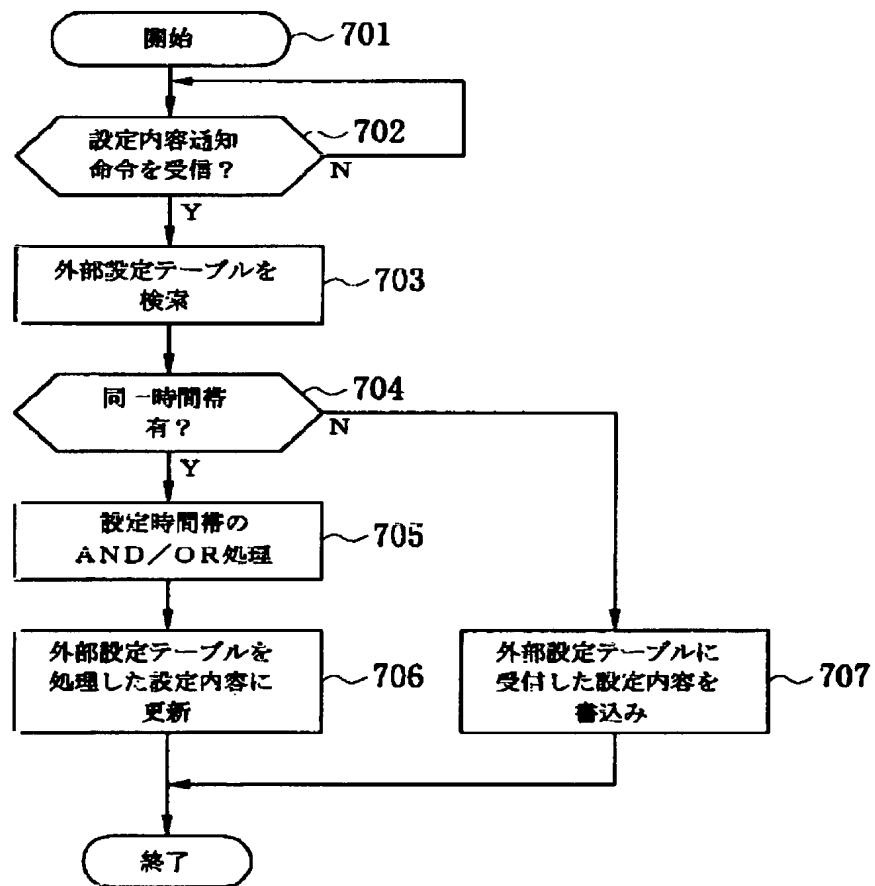 開始
701
設定内容通知
命令を受信？
702
N
Y
外部設定テーブルを
検索
703
同一時間帯
有？
704
N
Y
設定時間帯の
AND／OR処理
705
外部設定テーブルを
処理した設定内容に
更新
706
外部設定テーブルに
受付した設定内容を
書込み
707
終了